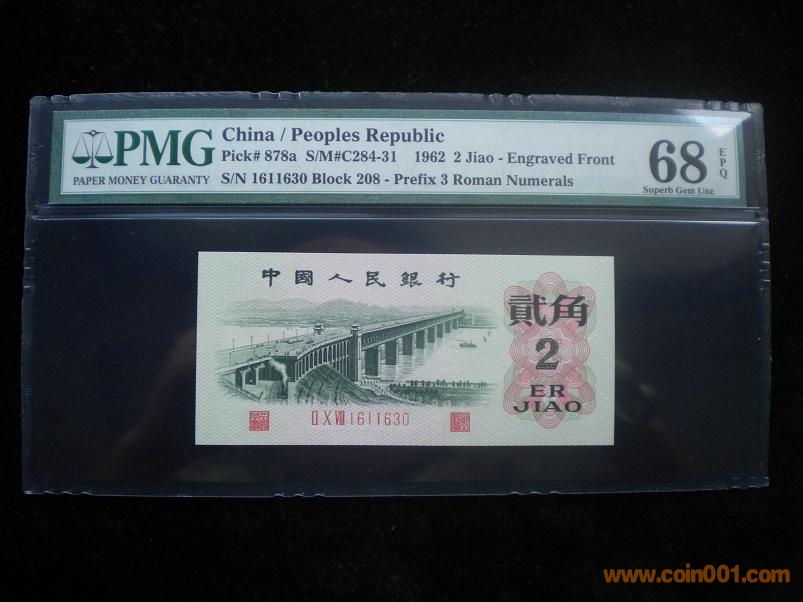 PMG
PAPER MONEY GUARANTY
China / Peoples Republic
Pick# 878a S/M#C284-31 1962 2 Jiao - Engraved Front
S/N 1611630 Block 208 - Prefix 3 Roman Numerals
68
EPQ
Superb Gem Unc
中國人民銀行
貳角
2
ER
JIAO
ⅡⅩⅧ1611630
www.coin001.com